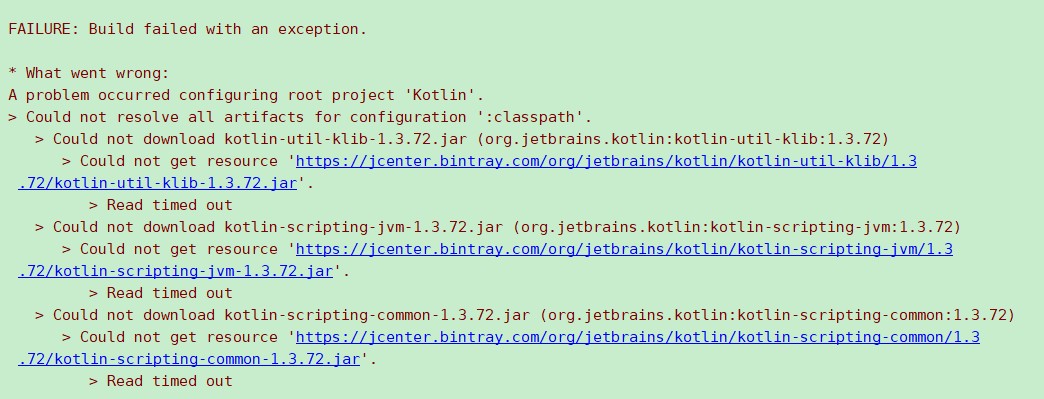 FAILURE: Build failed with an exception.
* What went wrong:
A problem occurred configuring root project 'Kotlin'.
> Could not resolve all artifacts for configuration ':classpath'.
> Could not download kotlin-util-klib-1.3.72.jar (org.jetbrains.kotlin:kotlin-util-klib:1.3.72)
> Could not get resource 'https://jcenter.bintray.com/org/jetbrains/kotlin/kotlin-util-klib/1.3
.72/kotlin-util-klib-1.3.72.jar'.
> Read timed out
> Could not download kotlin-scripting-jvm-1.3.72.jar (org.jetbrains.kotlin:kotlin-scripting-jvm:1.3.72)
> Could not get resource 'https://jcenter.bintray.com/org/jetbrains/kotlin/kotlin-scripting-jvm/1.3
.72/kotlin-scripting-jvm-1.3.72.jar'.
> Read timed out
> Could not download kotlin-scripting-common-1.3.72.jar (org.jetbrains.kotlin:kotlin-scripting-common:1.3.72)
> Could not get resource 'https://jcenter.bintray.com/org/jetbrains/kotlin/kotlin-scripting-common/1.3
.72/kotlin-scripting-common-1.3.72.jar'.
> Read timed out